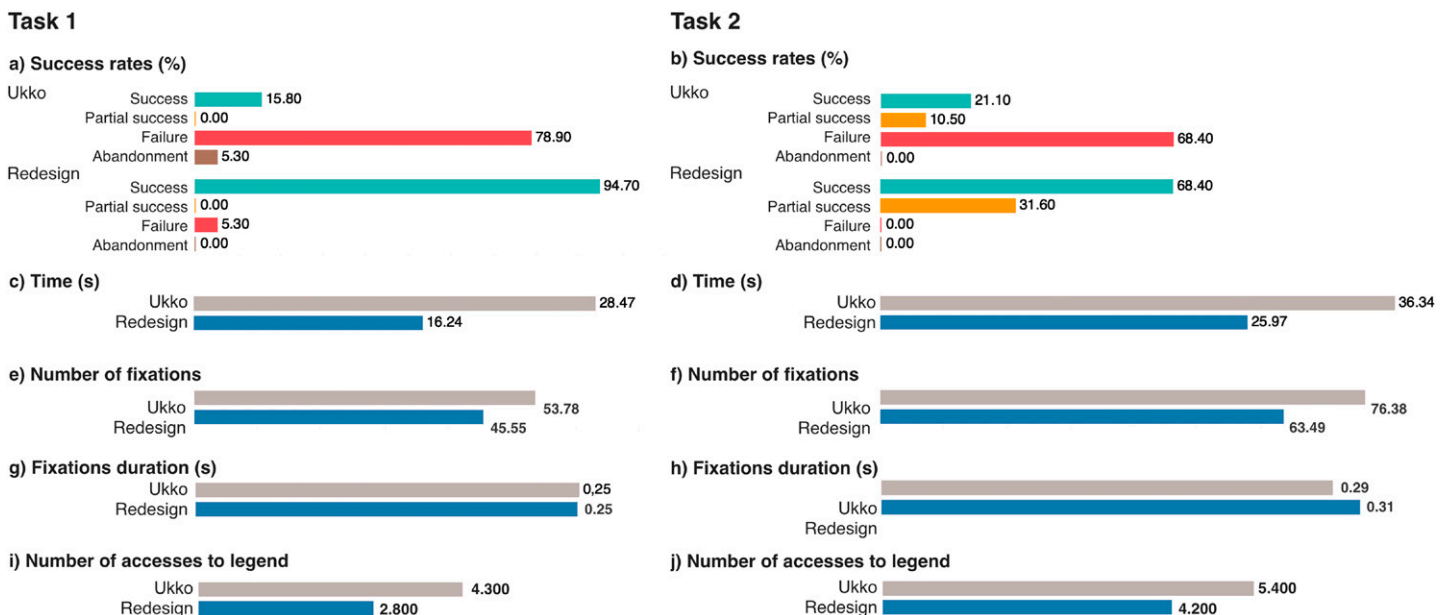 Task 1
a) Success rates (%)
Ukko
Success 15.80
Partial success 0.00
Failure 78.90
Abandonment 5.30
Redesign
Success 94.70
Partial success 0.00
Failure 5.30
Abandonment 0.00
c) Time (s)
Ukko 28.47
Redesign 16.24
e) Number of fixations
Ukko 53.78
Redesign 45.55
g) Fixations duration (s)
Ukko 0,25
Redesign 0.25
i) Number of accesses to legend
Ukko 4.300
Redesign 2.800
Task 2
b) Success rates (%)
Ukko
Success 21.10
Partial success 10.50
Failure 68.40
Abandonment 0.00
Redesign
Success 68.40
Partial success 31.60
Failure 0.00
Abandonment 0.00
d) Time (s)
Ukko 36.34
Redesign 25.97
f) Number of fixations
Ukko 76.38
Redesign 63.49
h) Fixations duration (s)
0.29
Ukko 0.31
Redesign
j) Number of accesses to legend
Ukko 5.400
Redesign 4.200